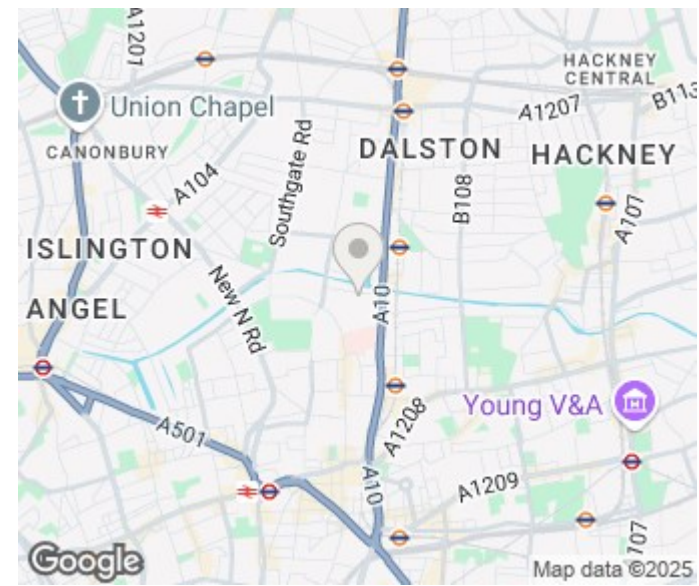 A1201
HACKNEY
CENTRAL
B113
Union Chapel
A1207
CANONBURY
Southgate Rd
DALSTON
HACKNEY
A104
B108
A107
ISLINGTON
New N Rd
A10
ANGEL
A501
A1208
Young V&A
A10
A1209
107
Google
Map data ©2025